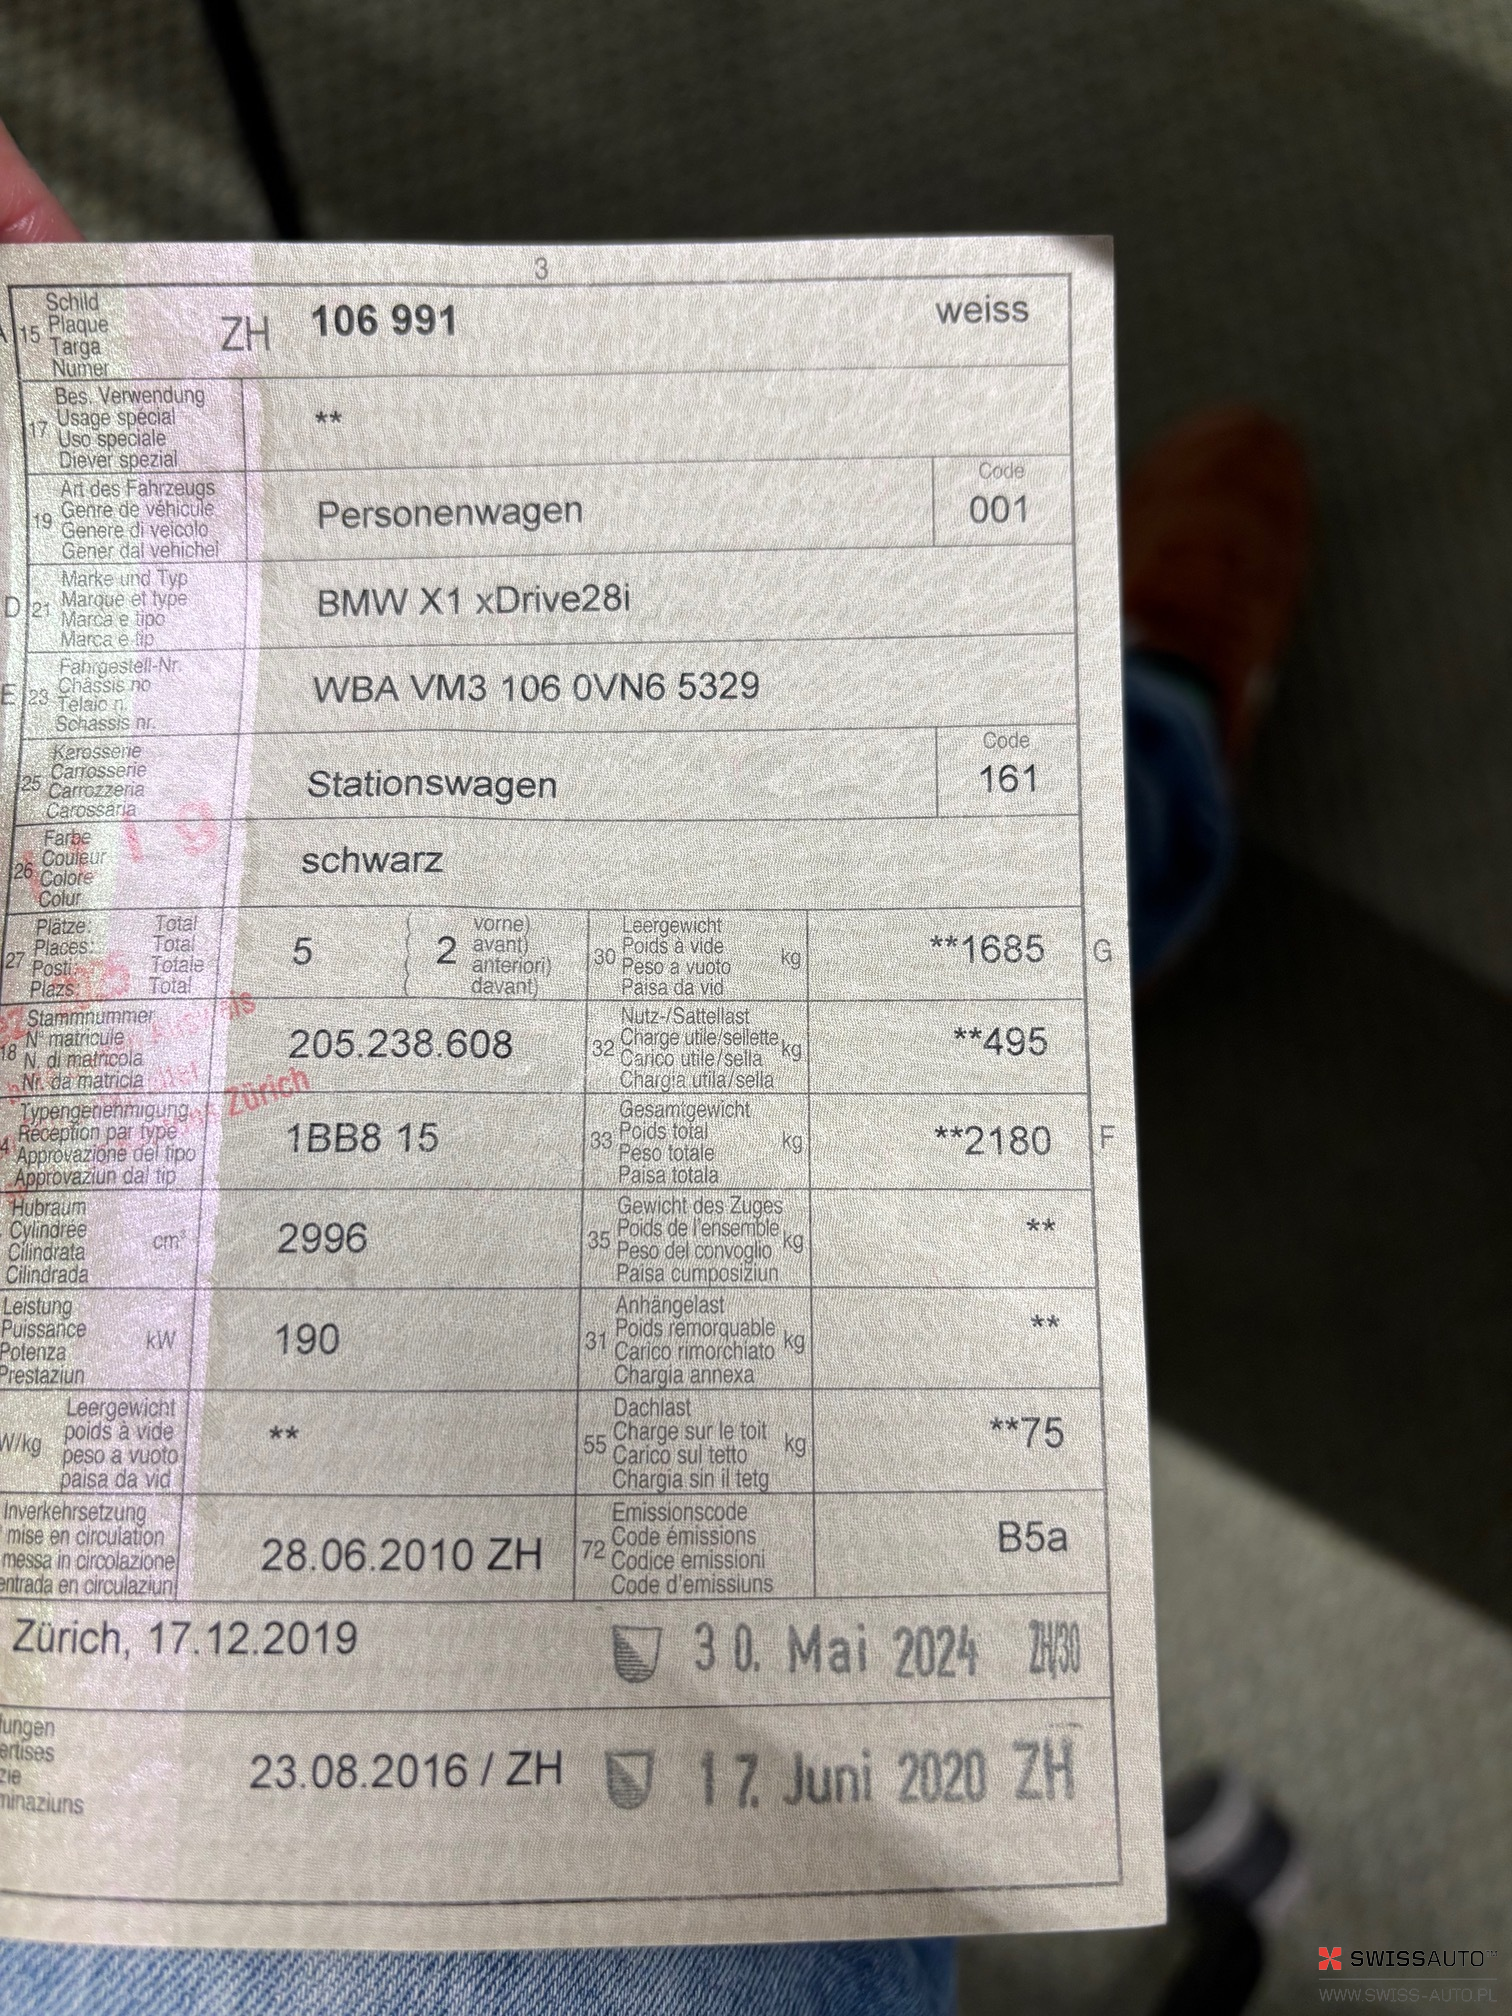 3
A 15 Schild
Plaque
Targa
Numer
ZH 106 991 weiss
17 Bes. Verwendung
Usage spécial
Uso speciale
Diever spezial
**
19 Art des Fahrzeugs
Genre de véhicule
Genere di veicolo
Gener dal vehichel
Personenwagen
Code
001
D 21 Marke und Typ
Marque et type
Marca e tipo
Marca e tip
BMW X1 xDrive28i
E 23 Fahrgestell-Nr.
Châssis no
Telaio n.
Schassis nr.
WBA VM3 106 0VN6 5329
25 Karosserie
Carrosserie
Carrozzeria
Carossaria
Stationswagen
Code
161
26 Farbe
Couleur
Colore
Colur
schwarz
27 Plätze: Total
Places: Total
Posti: Totale
Plazs: Total
5 2
vorne)
avant)
anteriori)
davant)
30 Leergewicht
Poids à vide
Peso a vuoto
Paisa da vid
kg **1685 G
18 Stammnummer
N° matricule
N. di matricola
Nr. da matricla
205.238.608
32 Nutz-/Sattellast
Charge utile/sellette
Carico utile/sella
Chargia utila/sella
kg **495
Zürich
4 Typengenehmigung
Réception par type
Approvazione del tipo
Approvaziun dal tip
1BB8 15
33 Gesamtgewicht
Poids total
Peso totale
Paisa totala
kg **2180 F
Hubraum
Cylindrée
Cilindrata
Cilindrada
cm³ 2996
35 Gewicht des Zuges
Poids de l'ensemble
Peso del convoglio
Paisa cumposiziun
kg **
Leistung
Puissance
Potenza
Prestaziun
kW 190
31 Anhängelast
Poids remorquable
Carico rimorchiato
Chargia annexa
kg **
W/kg Leergewicht
poids à vide
peso a vuoto
paisa da vid
**
55 Dachlast
Charge sur le toit
Carico sul tetto
Chargia sin il tetg
kg **75
Inverkehrsetzung
mise en circulation
messa in circolazione
entrada en circulaziun
28.06.2010 ZH
72 Emissionscode
Code émissions
Codice emissioni
Code d'emissiuns
B5a
Zürich, 17.12.2019 30. Mai 2024 ZH/30
ungen
ertises
zie
minaziuns
23.08.2016 / ZH 17. Juni 2020 ZH
SWISSAUTO
WWW.SWISS-AUTO.PL